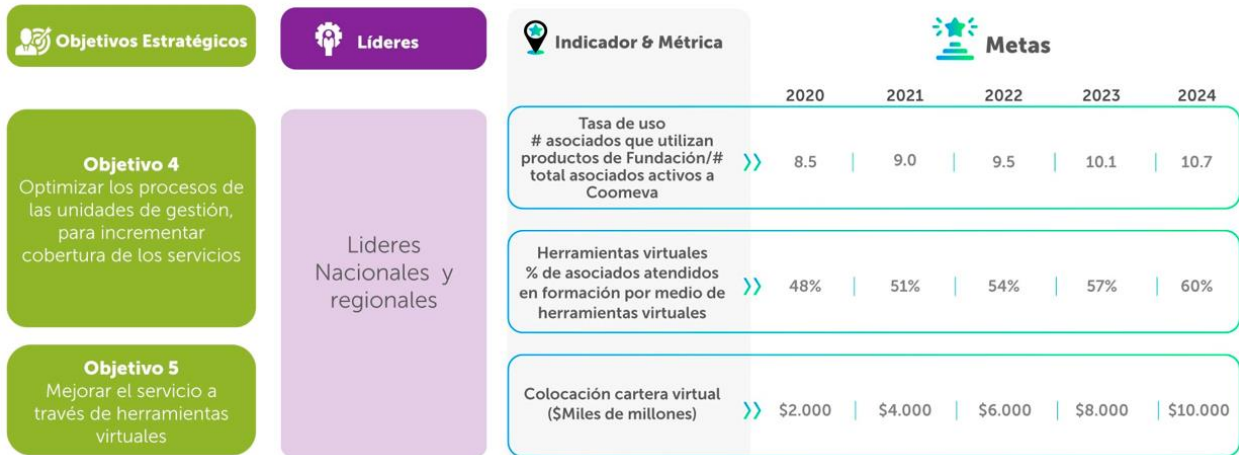 Objetivos Estratégicos
Líderes
Indicador & Métrica
Metas
2020 2021 2022 2023 2024
Objetivo 4
Optimizar los procesos de
las unidades de gestión,
para incrementar
cobertura de los servicios
Lideres
Nacionales y
regionales
Tasa de uso
# asociados que utilizan
productos de Fundación/#
total asociados activos a
Coomeva
8.5 9.0 9.5 10.1 10.7
Herramientas virtuales
% de asociados atendidos
en formación por medio de
herramientas virtuales
48% 51% 54% 57% 60%
Objetivo 5
Mejorar el servicio a
través de herramientas
virtuales
Colocación cartera virtual
($Miles de millones)
$2.000 $4.000 $6.000 $8.000 $10.000